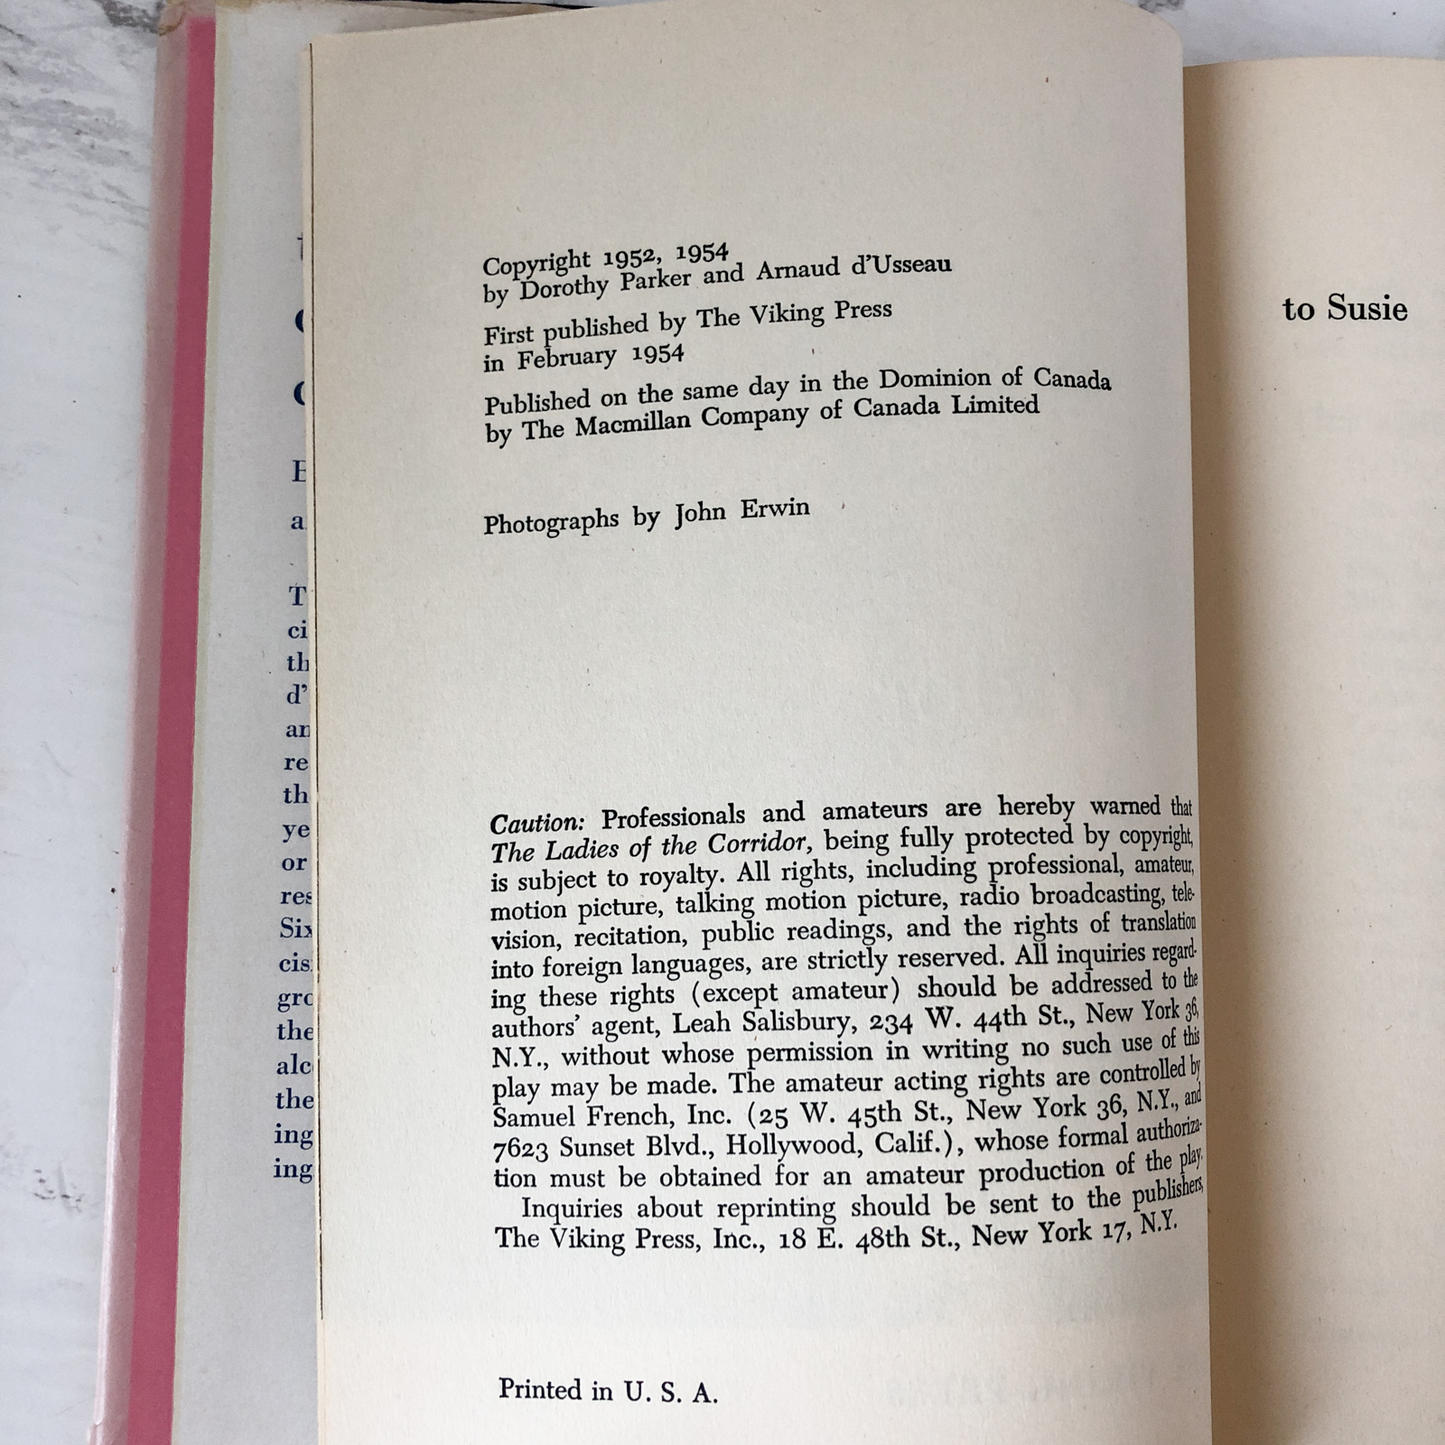 Copyright 1952, 1954
by Dorothy Parker and Arnaud d'Usseau
First published by The Viking Press
in February 1954
Published on the same day in the Dominion of Canada
by The Macmillan Company of Canada Limited
Photographs by John Erwin
Caution: Professionals and amateurs are hereby warned that
The Ladies of the Corridor, being fully protected by copyright,
is subject to royalty. All rights, including professional, amateur,
motion picture, talking motion picture, radio broadcasting, tele-
vision, recitation, public readings, and the rights of translation
into foreign languages, are strictly reserved. All inquiries regard-
ing these rights (except amateur) should be addressed to the
authors' agent, Leah Salisbury, 234 W. 44th St., New York 36,
N.Y., without whose permission in writing no such use of this
play may be made. The amateur acting rights are controlled by
Samuel French, Inc. (25 W. 45th St., New York 36, N.Y., and
7623 Sunset Blvd., Hollywood, Calif.), whose formal authoriza-
tion must be obtained for an amateur production of the play.
Inquiries about reprinting should be sent to the publishers,
The Viking Press, Inc., 18 E. 48th St., New York 17, N.Y.
Printed in U. S. A.
to Susie